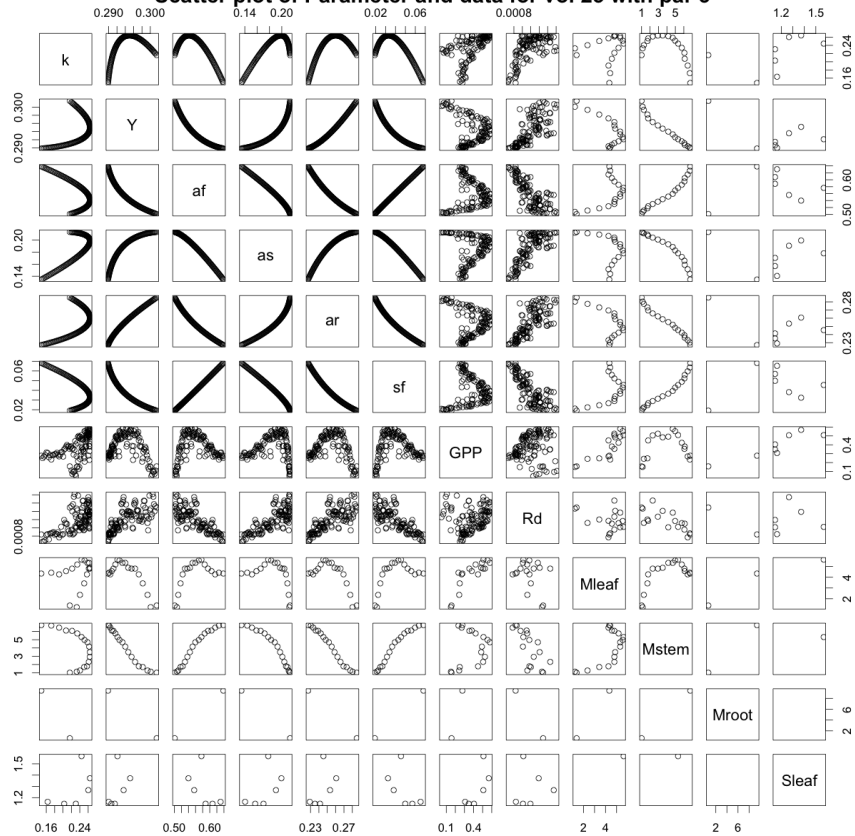 Scatter plot of Parameter and data for vol with par
0.290 0.300 0.14 0.20 0.02 0.06 0.0008 1 3 5 1.2 1.5
k 0.16 0.24
0.290 0.300 Y
af 0.50 0.60
0.14 0.20 as
ar 0.23 0.28
0.02 0.06 sf
GPP 0.1 0.4
0.0008 Rd
Mleaf 2 4
1 3 5 Mstem
Mroot 2 6
1.2 1.5 Sleaf
0.16 0.24 0.50 0.60 0.23 0.27 0.1 0.4 2 4 2 6